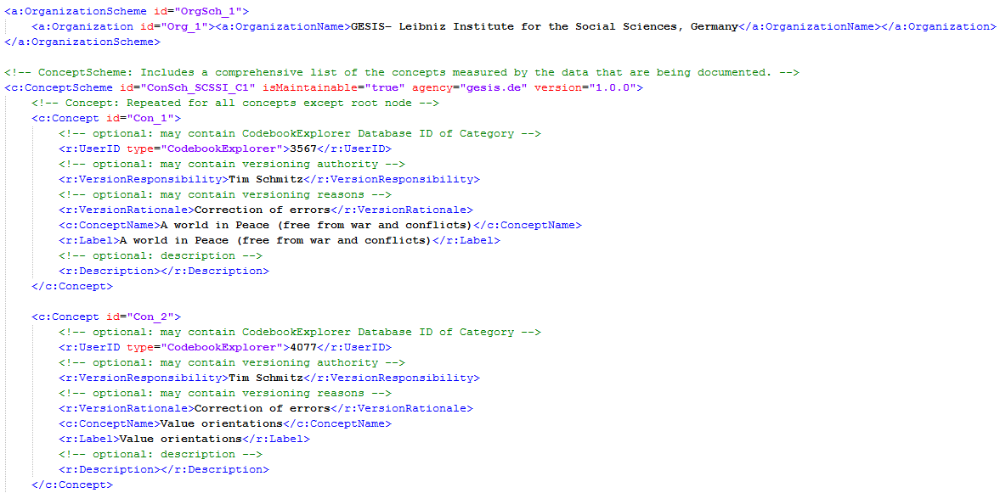 <a:OrganizationScheme id="OrgSch_1">
<a:Organization id="Org_1"><a:OrganizationName>GESIS– Leibniz Institute for the Social Sciences, Germany</a:OrganizationName></a:Organization>
</a:OrganizationScheme>
<!-- ConceptScheme: Includes a comprehensive list of the concepts measured by the data that are being documented. -->
<c:ConceptScheme id="ConSch_SCSSI_C1" isMaintainable="true" agency="gesis.de" version="1.0.0">
<!-- Concept: Repeated for all concepts except root node -->
<c:Concept id="Con_1">
<!-- optional: may contain CodebookExplorer Database ID of Category -->
<r:UserID type="CodebookExplorer">3567</r:UserID>
<!-- optional: may contain versioning authority -->
<r:VersionResponsibility>Tim Schmitz</r:VersionResponsibility>
<!-- optional: may contain versioning reasons -->
<r:VersionRationale>Correction of errors</r:VersionRationale>
<c:ConceptName>A world in Peace (free from war and conflicts)</c:ConceptName>
<r:Label>A world in Peace (free from war and conflicts)</r:Label>
<!-- optional: description -->
<r:Description></r:Description>
</c:Concept>
<c:Concept id="Con_2">
<!-- optional: may contain CodebookExplorer Database ID of Category -->
<r:UserID type="CodebookExplorer">4077</r:UserID>
<!-- optional: may contain versioning authority -->
<r:VersionResponsibility>Tim Schmitz</r:VersionResponsibility>
<!-- optional: may contain versioning reasons -->
<r:VersionRationale>Correction of errors</r:VersionRationale>
<c:ConceptName>Value orientations</c:ConceptName>
<r:Label>Value orientations</r:Label>
<!-- optional: description -->
<r:Description></r:Description>
</c:Concept>